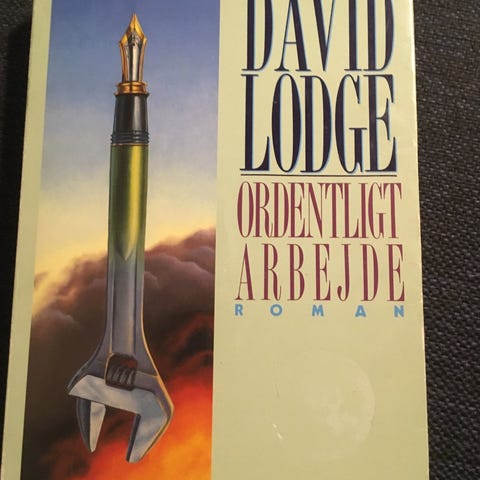 DAVID
LODGE
ORDENTLIGT
ARBEJDE
ROMAN